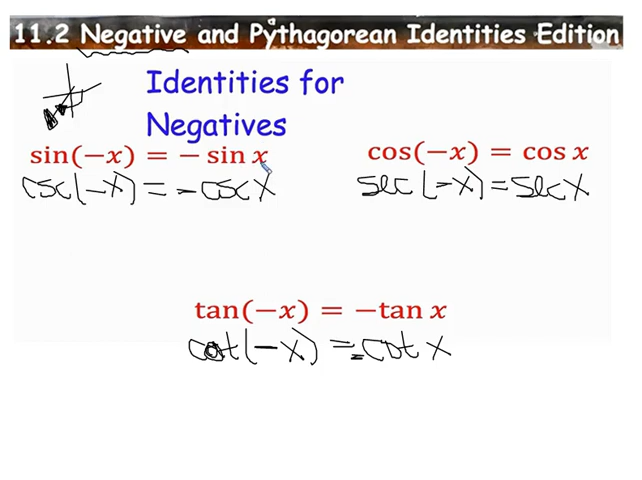 11.2 Negative and Pythagorean Identities Edition
Identities for
Negatives
sin(−x) = − sin x
cos(−x) = cos x
csc(−x) = −csc x
sec(−x) = sec x
tan(−x) = −tan x
cot(−x) = −cot x